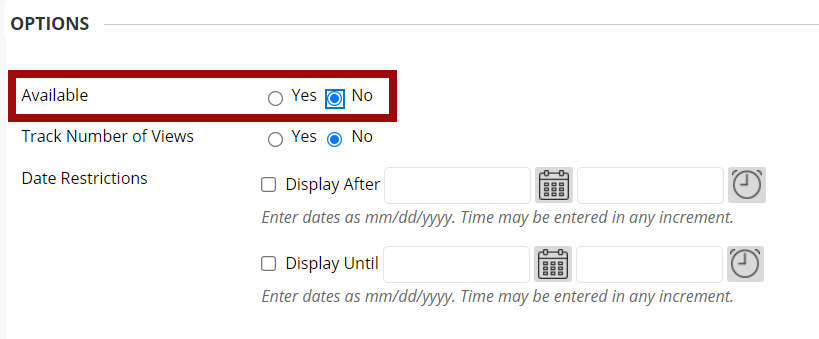 OPTIONS
Available Yes No
Track Number of Views Yes No
Date Restrictions Display After
Enter dates as mm/dd/yyyy. Time may be entered in any increment.
Display Until
Enter dates as mm/dd/yyyy. Time may be entered in any increment.